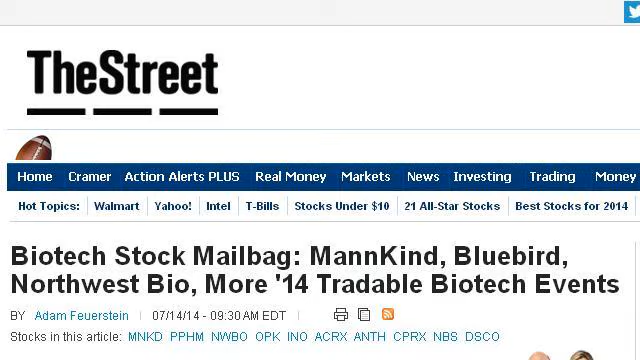 TheStreet
Home Cramer Action Alerts PLUS Real Money Markets News Investing Trading Money
Hot Topics: Walmart Yahoo! Intel T-Bills Stocks Under $10 21 All-Star Stocks Best Stocks for 2014
Biotech Stock Mailbag: MannKind, Bluebird,
Northwest Bio, More '14 Tradable Biotech Events
BY Adam Feuerstein 07/14/14 - 09:30 AM EDT
Stocks in this article: MNKD PPHM NWBO OPK INO ACRX ANTH CPRX NBS DSCO